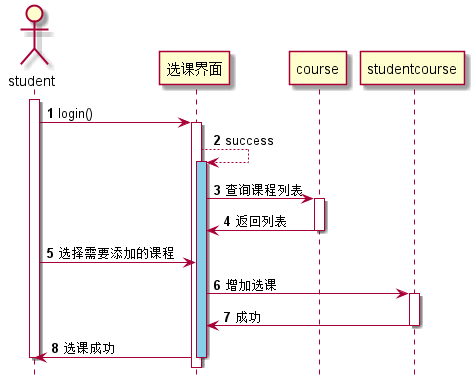 student
选课界面
course
studentcourse
1 login()
2 success
3 查询课程列表
4 返回列表
5 选择需要添加的课程
6 增加选课
7 成功
8 选课成功